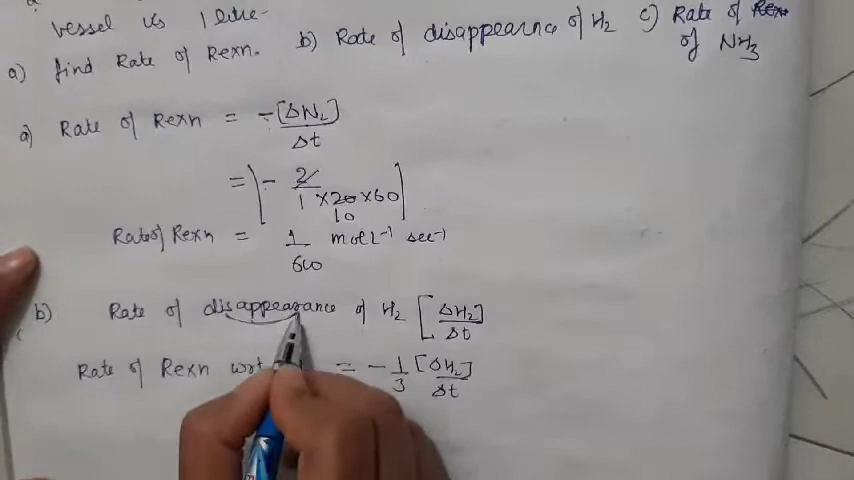 vessel is 1 litre-
a) find Rate of Rexn. b) Rate of disappearnce of H2 c) Rate of Rexn
of NH3
a) Rate of Rexn = -[ΔN2]/Δt
= |- 2/1×20×60|
10
Rate of Rexn = 1/600 mol L-1 sec-1
b) Rate of disappearance of H2 [ΔH2]/Δt
Rate of Rexn wrt = -1/3 [ΔH2]/Δt